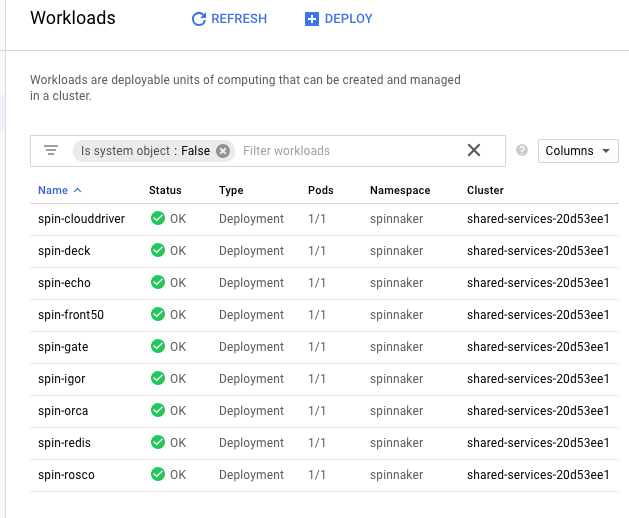 Workloads REFRESH DEPLOY
Workloads are deployable units of computing that can be created and managed
in a cluster.
Is system object : False Filter workloads ? Columns
Name Status Type Pods Namespace Cluster
spin-clouddriver OK Deployment 1/1 spinnaker shared-services-20d53ee1
spin-deck OK Deployment 1/1 spinnaker shared-services-20d53ee1
spin-echo OK Deployment 1/1 spinnaker shared-services-20d53ee1
spin-front50 OK Deployment 1/1 spinnaker shared-services-20d53ee1
spin-gate OK Deployment 1/1 spinnaker shared-services-20d53ee1
spin-igor OK Deployment 1/1 spinnaker shared-services-20d53ee1
spin-orca OK Deployment 1/1 spinnaker shared-services-20d53ee1
spin-redis OK Deployment 1/1 spinnaker shared-services-20d53ee1
spin-rosco OK Deployment 1/1 spinnaker shared-services-20d53ee1